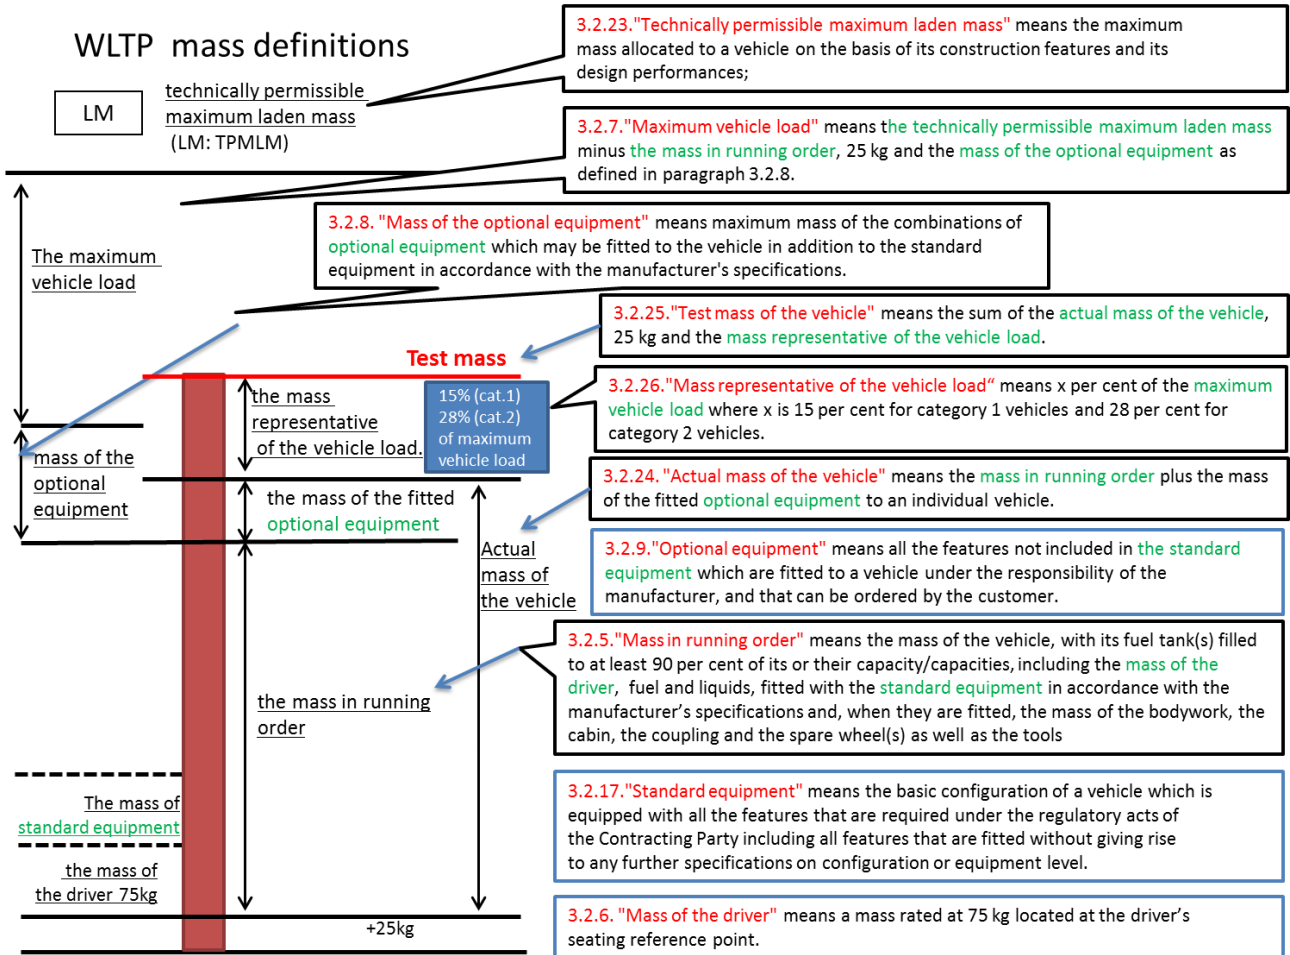 WLTP mass definitions
LM
technically permissible
maximum laden mass
(LM: TPMLM)
3.2.23."Technically permissible maximum laden mass" means the maximum
mass allocated to a vehicle on the basis of its construction features and its
design performances;
3.2.7."Maximum vehicle load" means the technically permissible maximum laden mass
minus the mass in running order, 25 kg and the mass of the optional equipment as
defined in paragraph 3.2.8.
3.2.8. "Mass of the optional equipment" means maximum mass of the combinations of
optional equipment which may be fitted to the vehicle in addition to the standard
equipment in accordance with the manufacturer's specifications.
The maximum
vehicle load
3.2.25."Test mass of the vehicle" means the sum of the actual mass of the vehicle,
25 kg and the mass representative of the vehicle load.
Test mass
the mass
representative
of the vehicle load.
15% (cat.1)
28% (cat.2)
of maximum
vehicle load
3.2.26."Mass representative of the vehicle load“ means x per cent of the maximum
vehicle load where x is 15 per cent for category 1 vehicles and 28 per cent for
category 2 vehicles.
mass of the
optional
equipment
the mass of the fitted
optional equipment
3.2.24. "Actual mass of the vehicle" means the mass in running order plus the mass
of the fitted optional equipment to an individual vehicle.
Actual
mass of
the vehicle
3.2.9."Optional equipment" means all the features not included in the standard
equipment which are fitted to a vehicle under the responsibility of the
manufacturer, and that can be ordered by the customer.
3.2.5."Mass in running order" means the mass of the vehicle, with its fuel tank(s) filled
to at least 90 per cent of its or their capacity/capacities, including the mass of the
driver, fuel and liquids, fitted with the standard equipment in accordance with the
manufacturer’s specifications and, when they are fitted, the mass of the bodywork, the
cabin, the coupling and the spare wheel(s) as well as the tools
the mass in running
order
The mass of
standard equipment
3.2.17."Standard equipment" means the basic configuration of a vehicle which is
equipped with all the features that are required under the regulatory acts of
the Contracting Party including all features that are fitted without giving rise
to any further specifications on configuration or equipment level.
the mass of
the driver 75kg
+25kg
3.2.6. "Mass of the driver" means a mass rated at 75 kg located at the driver’s
seating reference point.